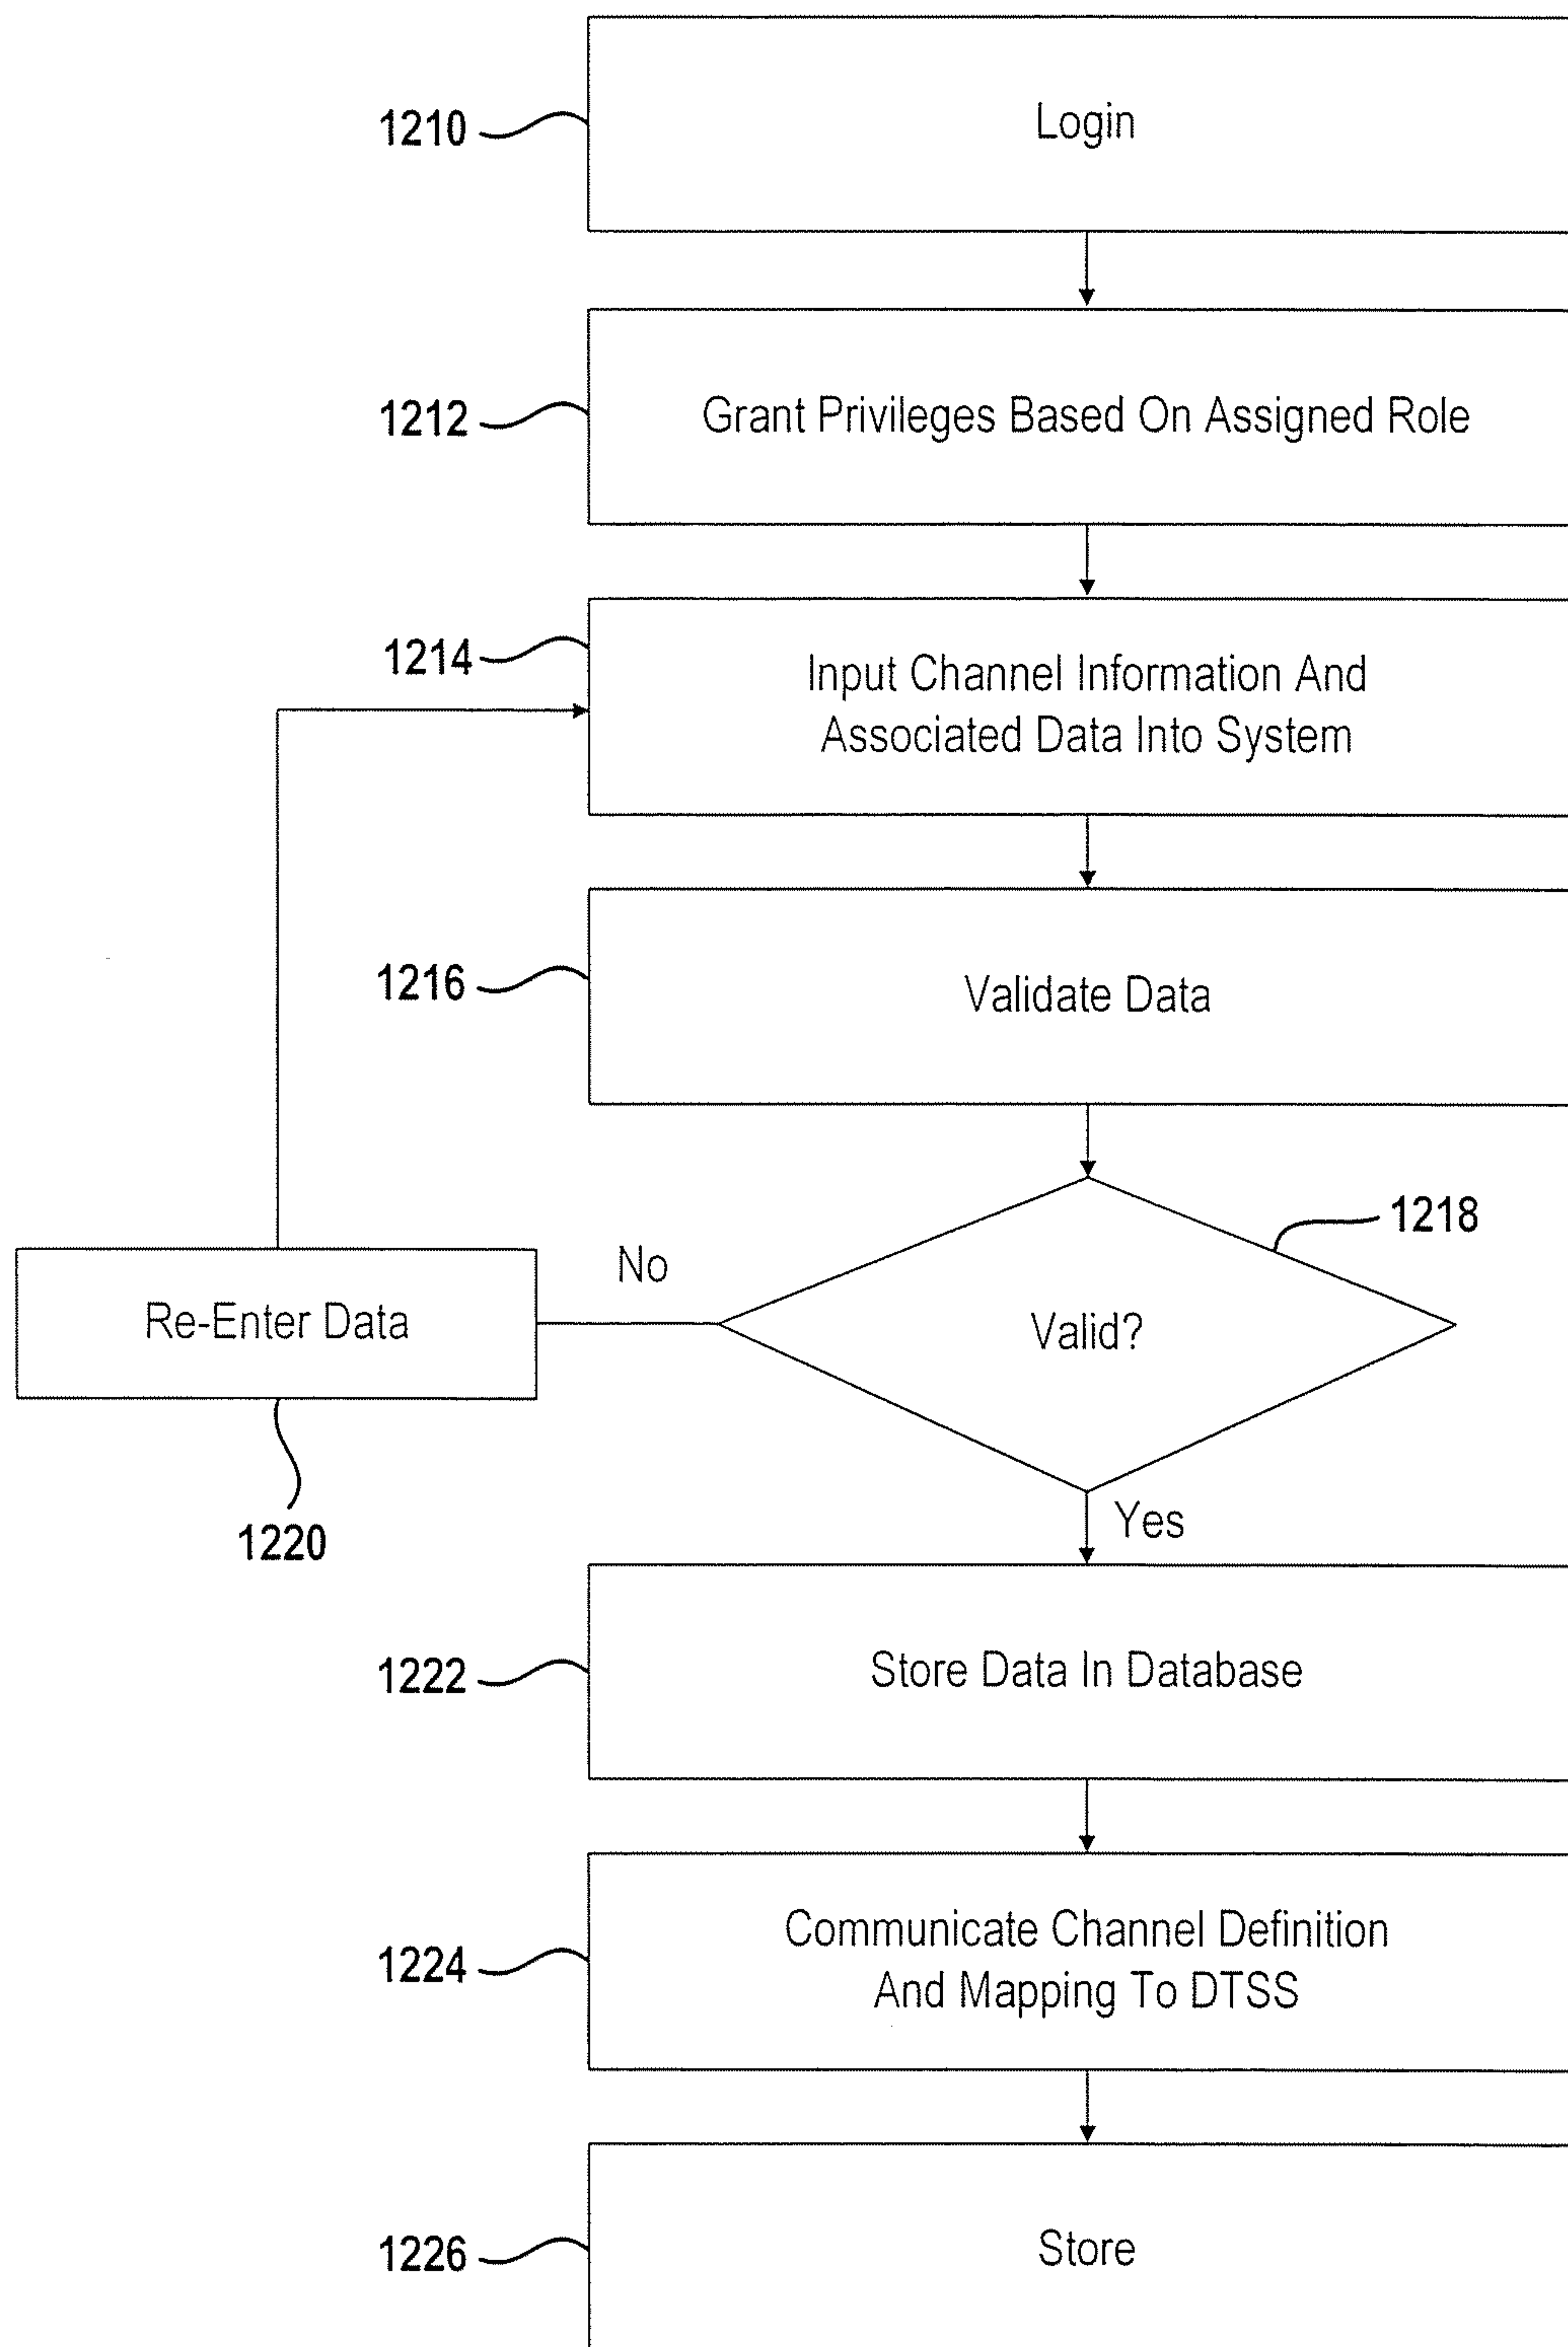 1210
Login
1212
Grant Privileges Based On Assigned Role
1214
Input Channel Information And
Associated Data Into System
1216
Validate Data
1218
Valid?
No
Re-Enter Data
1220
Yes
1222
Store Data In Database
1224
Communicate Channel Definition
And Mapping To DTSS
1226
Store